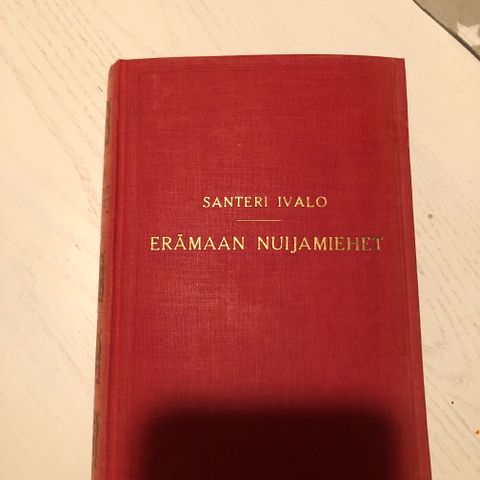 SANTERI IVALO
ERÄMAAN NUIJAMIEHET